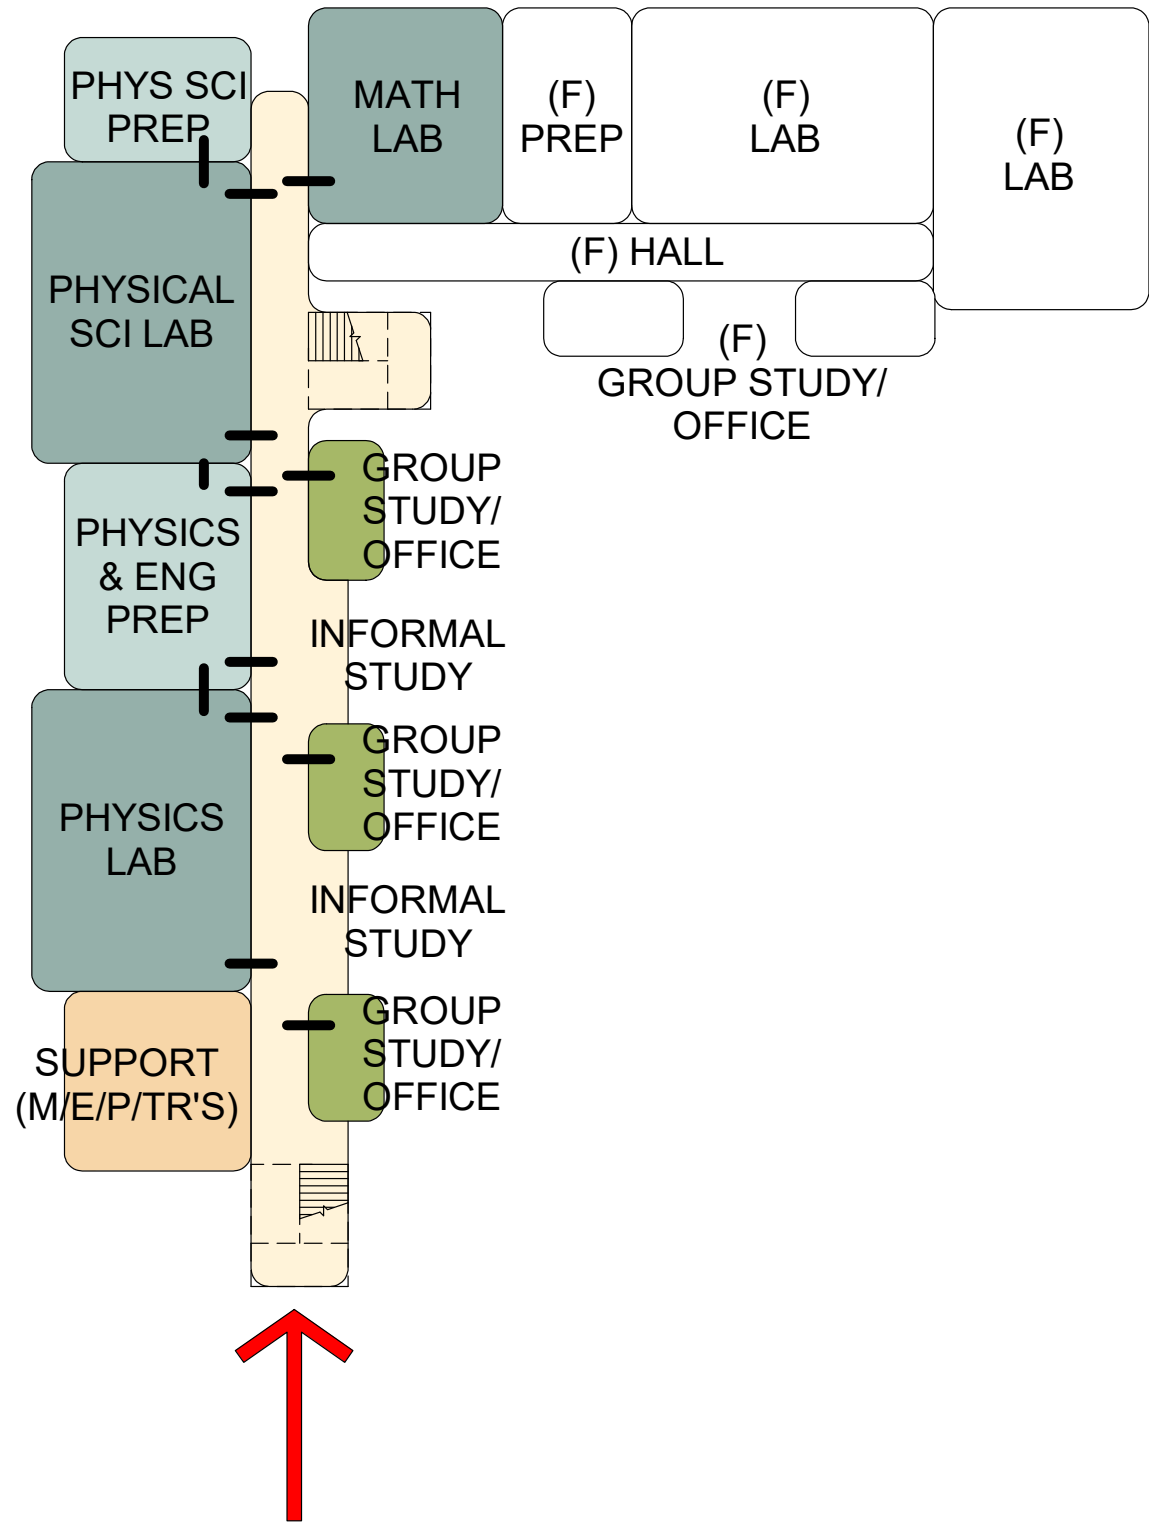 PHYS SCI
PREP
MATH
LAB
(F)
PREP
(F)
LAB
(F)
LAB
(F) HALL
PHYSICAL
SCI LAB
(F)
GROUP STUDY/
OFFICE
GROUP
STUDY/
OFFICE
PHYSICS
& ENG
PREP
INFORMAL
STUDY
GROUP
STUDY/
OFFICE
PHYSICS
LAB
INFORMAL
STUDY
GROUP
STUDY/
OFFICE
SUPPORT
(M/E/P/TR'S)